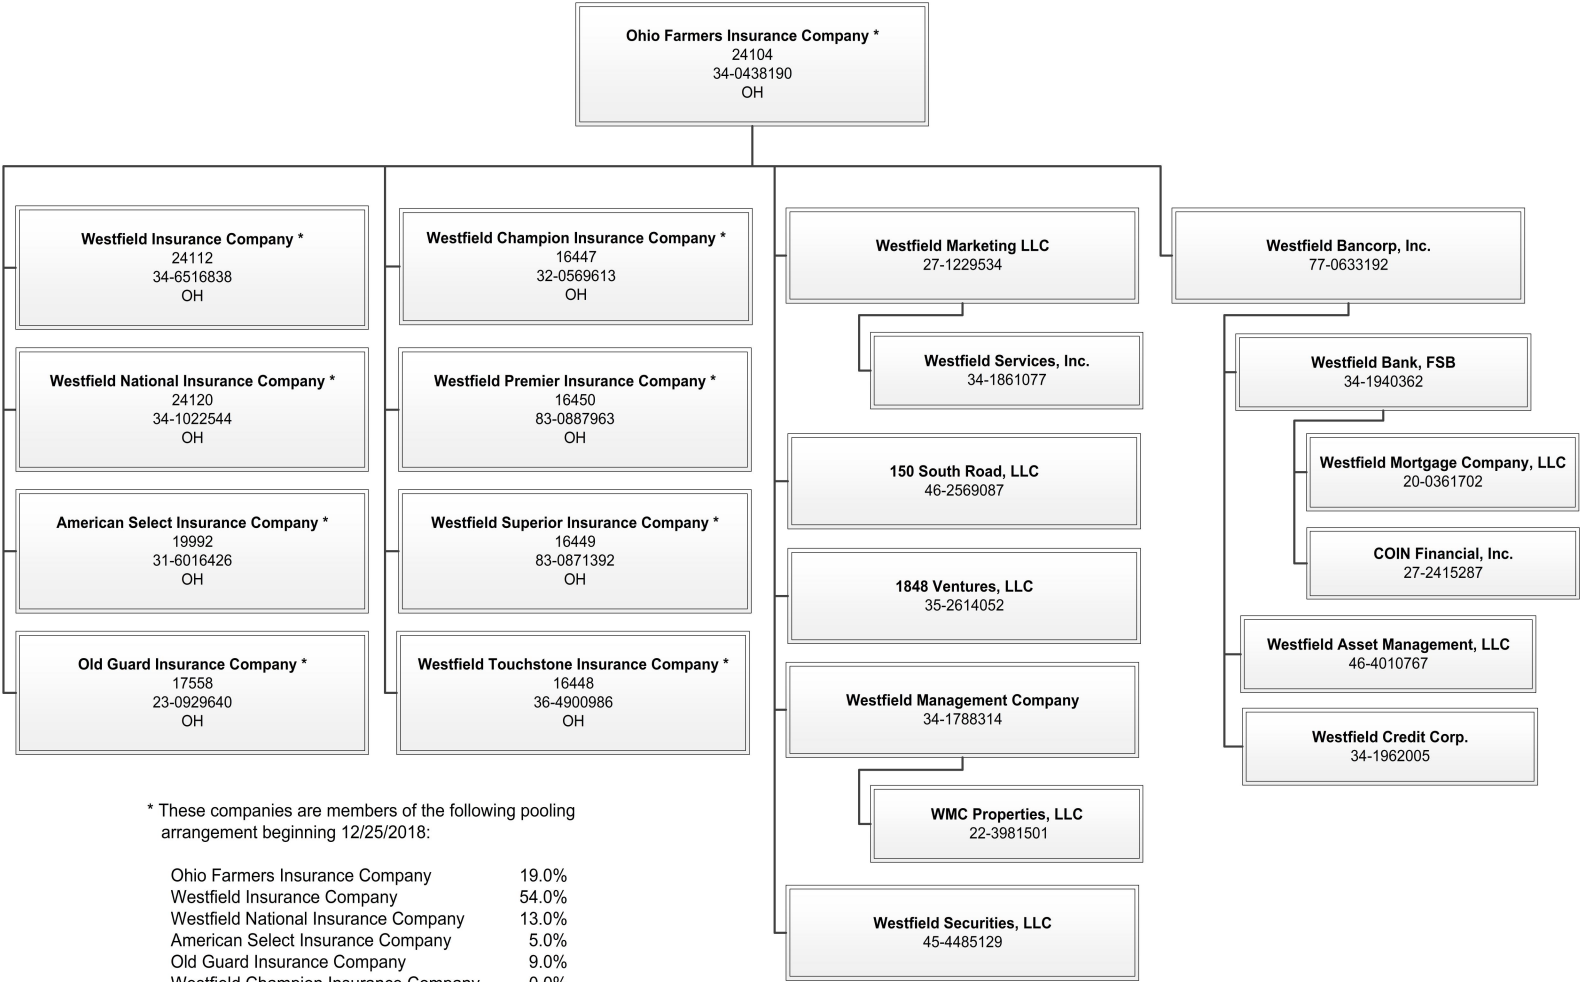 Ohio Farmers Insurance Company *
24104
34-0438190
OH
Westfield Insurance Company *
24112
34-6516838
OH
Westfield National Insurance Company *
24120
34-1022544
OH
American Select Insurance Company *
19992
31-6016426
OH
Old Guard Insurance Company *
17558
23-0929640
OH
Westfield Champion Insurance Company *
16447
32-0569613
OH
Westfield Premier Insurance Company *
16450
83-0887963
OH
Westfield Superior Insurance Company *
16449
83-0871392
OH
Westfield Touchstone Insurance Company *
16448
36-4900986
OH
Westfield Marketing LLC
27-1229534
Westfield Services, Inc.
34-1861077
150 South Road, LLC
46-2569087
1848 Ventures, LLC
35-2614052
Westfield Management Company
34-1788314
WMC Properties, LLC
22-3981501
Westfield Securities, LLC
45-4485129
Westfield Bancorp, Inc.
77-0633192
Westfield Bank, FSB
34-1940362
Westfield Mortgage Company, LLC
20-0361702
COIN Financial, Inc.
27-2415287
Westfield Asset Management, LLC
46-4010767
Westfield Credit Corp.
34-1962005
* These companies are members of the following pooling
arrangement beginning 12/25/2018:
Ohio Farmers Insurance Company 19.0%
Westfield Insurance Company 54.0%
Westfield National Insurance Company 13.0%
American Select Insurance Company 5.0%
Old Guard Insurance Company 9.0%
Westfield Champion Insurance Company 0.0%